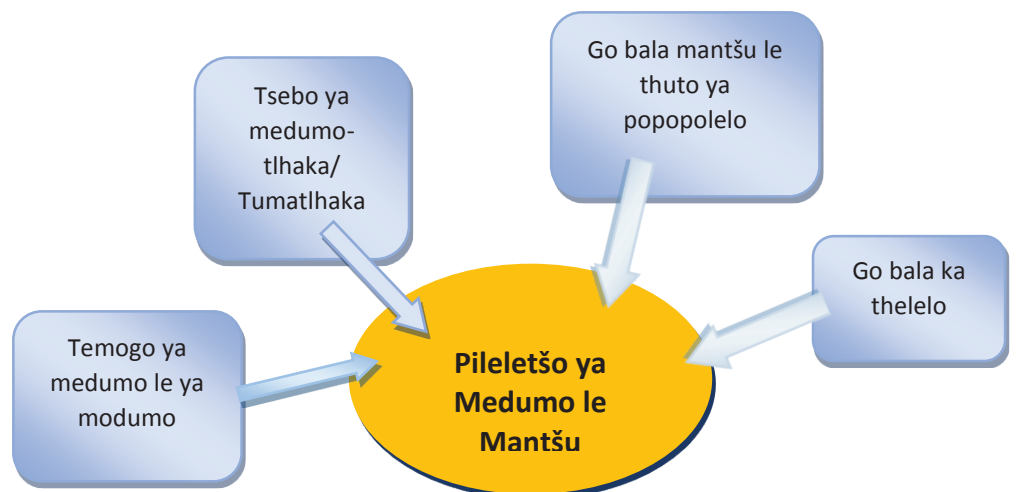 Temogo ya
medumo le ya
modumo
Tsebo ya
medumo-
tlhaka/
Tumatlhaka
Go bala mantšu le
thuto ya
popopolelo
Go bala ka
thelelo
Pileletšo ya
Medumo le
Mantšu